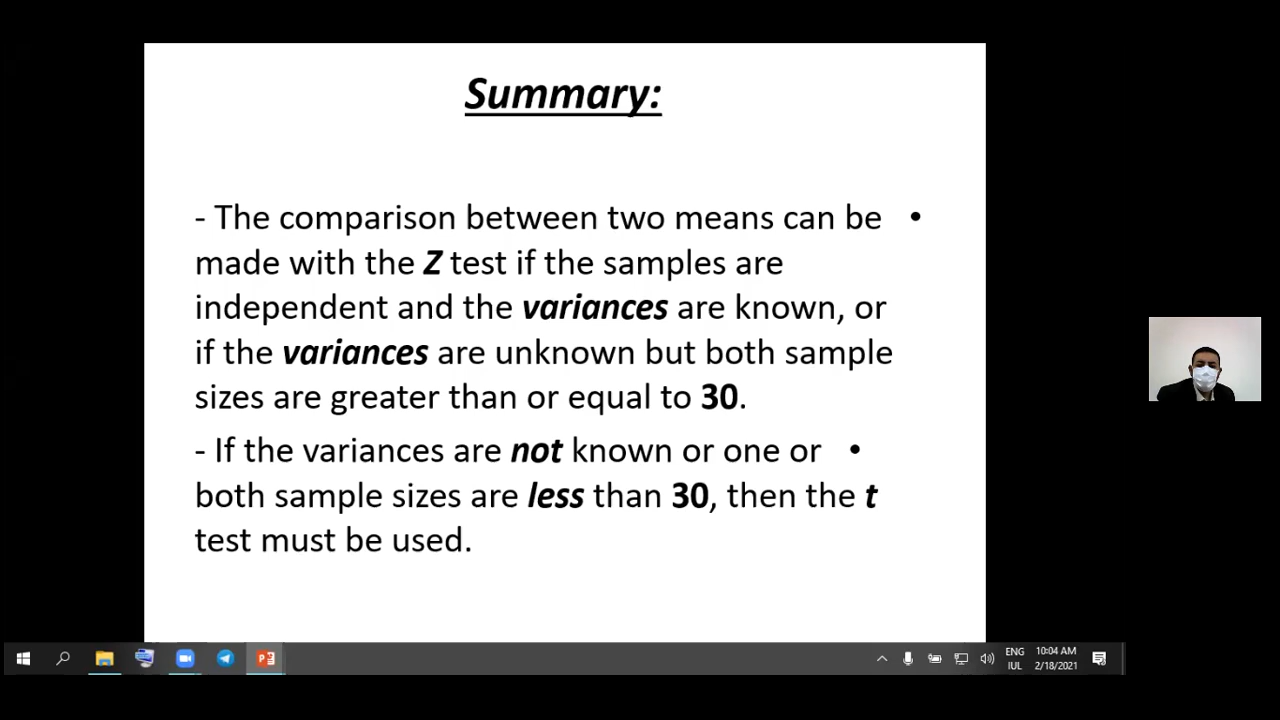 Summary:
- The comparison between two means can be •
made with the Z test if the samples are
independent and the variances are known, or
if the variances are unknown but both sample
sizes are greater than or equal to 30.
- If the variances are not known or one or •
both sample sizes are less than 30, then the t
test must be used.
ENG 10:04 AM
IUL 2/18/2021